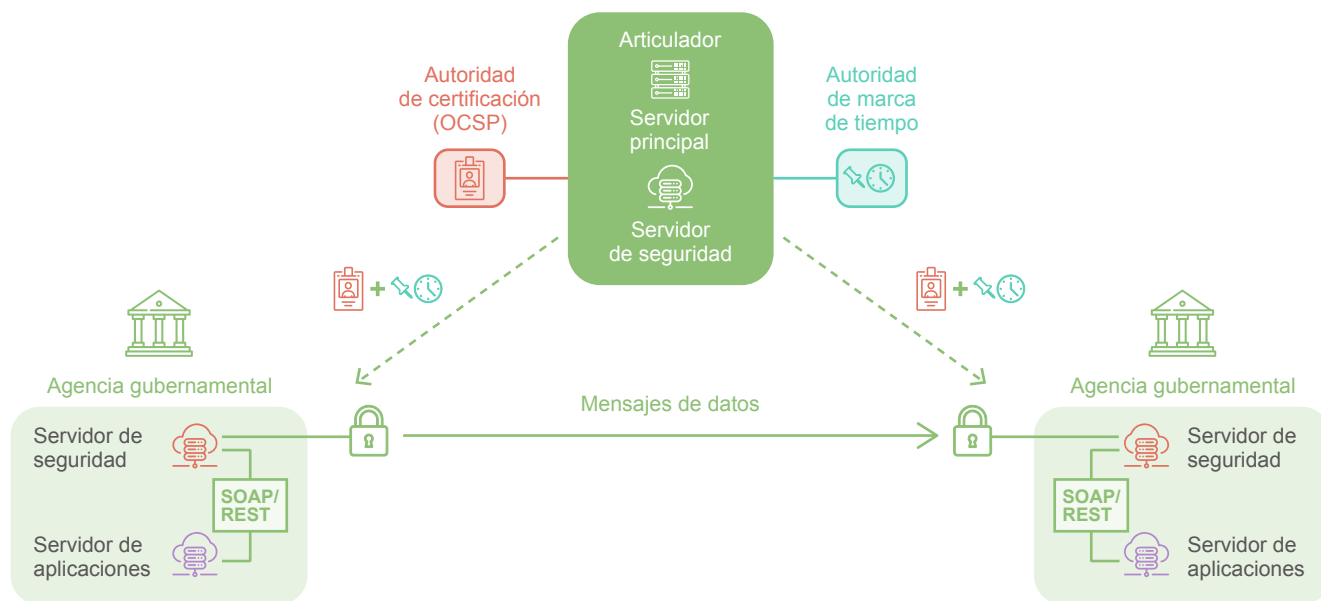 Articulador
Servidor
principal
Servidor
de seguridad
Autoridad
de certificación
(OCSP)
Autoridad
de marca
de tiempo
Agencia gubernamental
Servidor de
seguridad
SOAP/
REST
Servidor de
aplicaciones
Mensajes de datos
Agencia gubernamental
Servidor de
seguridad
SOAP/
REST
Servidor de
aplicaciones